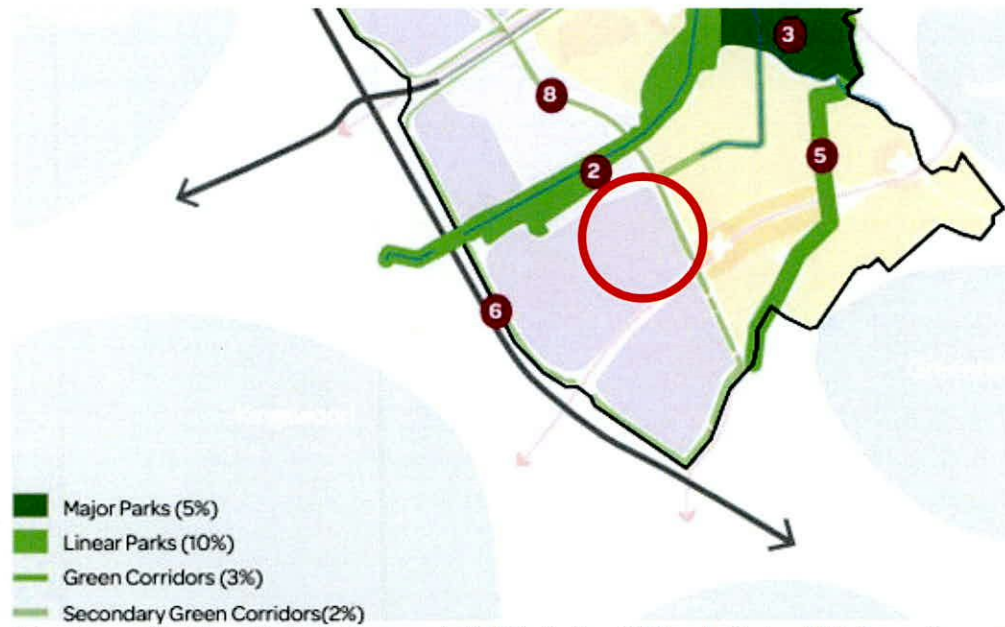 3
8
5
2
6
Major Parks (5%)
Linear Parks (10%)
Green Corridors (3%)
Secondary Green Corridors(2%)